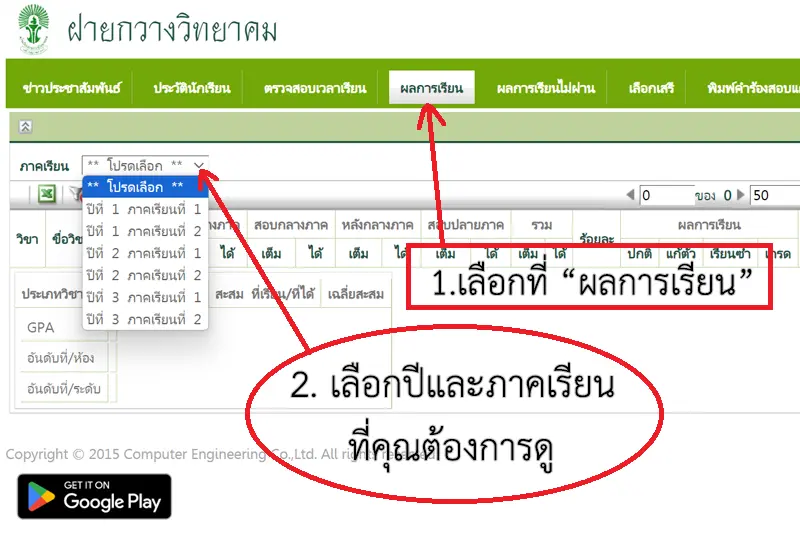 ฝายกวางวิทยาคม
ข่าวประชาสัมพันธ์ ประวัตินักเรียน ตรวจสอบเวลาเรียน ผลการเรียน ผลการเรียนไม่ผ่าน เลือกเสรี พิมพ์คำร้องสอบแก
ภาคเรียน ** โปรดเลือก **
** โปรดเลือก **
0 ของ 0 50
ปีที่ 1 ภาคเรียนที่ 1
ปีที่ 1 ภาคเรียนที่ 2
ปีที่ 2 ภาคเรียนที่ 1
ปีที่ 2 ภาคเรียนที่ 2
ปีที่ 3 ภาคเรียนที่ 1
ปีที่ 3 ภาคเรียนที่ 2
สอบกลางภาค หลังกลางภาค สอบปลายภาค รวม ผลการเรียน
วิชา ชื่อวิช ร้อยละ
ได้ เต็ม ได้ เต็ม ได้ เต็ม ได้ เต็ม ได้ ปกติ แก้ตัว เรียนซ้ำ เกรด
1.เลือกที่ “ผลการเรียน”
ประเภทวิชา สะสม ที่เรียน/ที่ได้ เฉลี่ยสะสม
GPA
อันดับที่/ห้อง
อันดับที่/ระดับ
2. เลือกปีและภาคเรียน
ที่คุณต้องการดู
Copyright © 2015 Computer Engineering Co.,Ltd. All rights reserved.
GET IT ON
Google Play